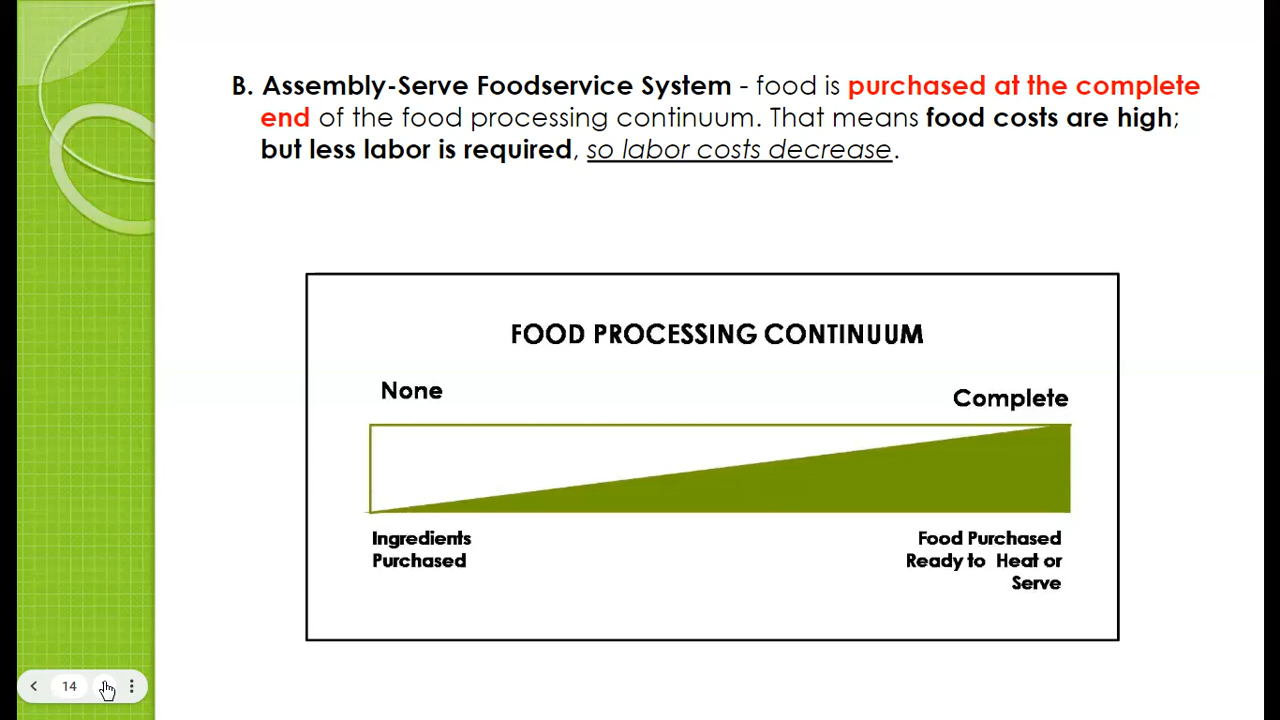 B. Assembly-Serve Foodservice System - food is purchased at the complete
end of the food processing continuum. That means food costs are high;
but less labor is required, so labor costs decrease.
FOOD PROCESSING CONTINUUM
None
Complete
Ingredients
Purchased
Food Purchased
Ready to Heat or
Serve
14